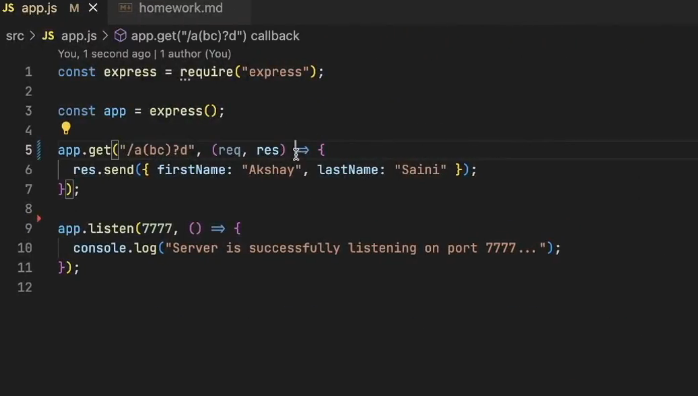 JS app.js M ×
homework.md
src > JS app.js > app.get("/a(bc)?d") callback
You, 1 second ago | 1 author (You)
1 const express = require("express");
2
3 const app = express();
4
5 app.get("/a(bc)?d", (req, res) => {
6 res.send({ firstName: "Akshay", lastName: "Saini" });
7 });
8
9 app.listen(7777, () => {
10 console.log("Server is successfully listening on port 7777...");
11 });
12